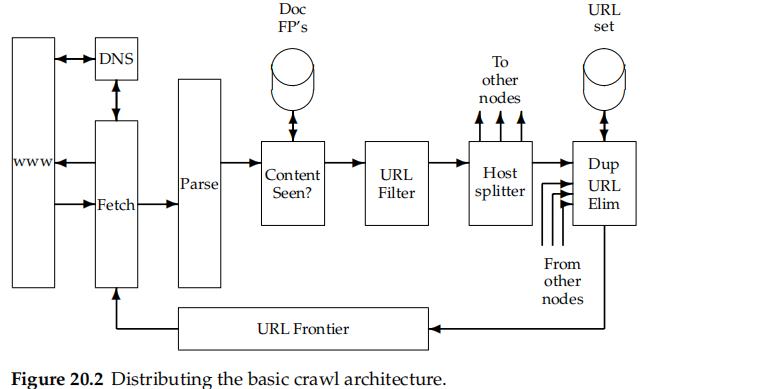 Doc
FP's
URL
set
DNS
To
other
nodes
www
Fetch
Parse
Content
Seen?
URL
Filter
Host
splitter
Dup
URL
Elim
From
other
nodes
URL Frontier
Figure 20.2 Distributing the basic crawl architecture.